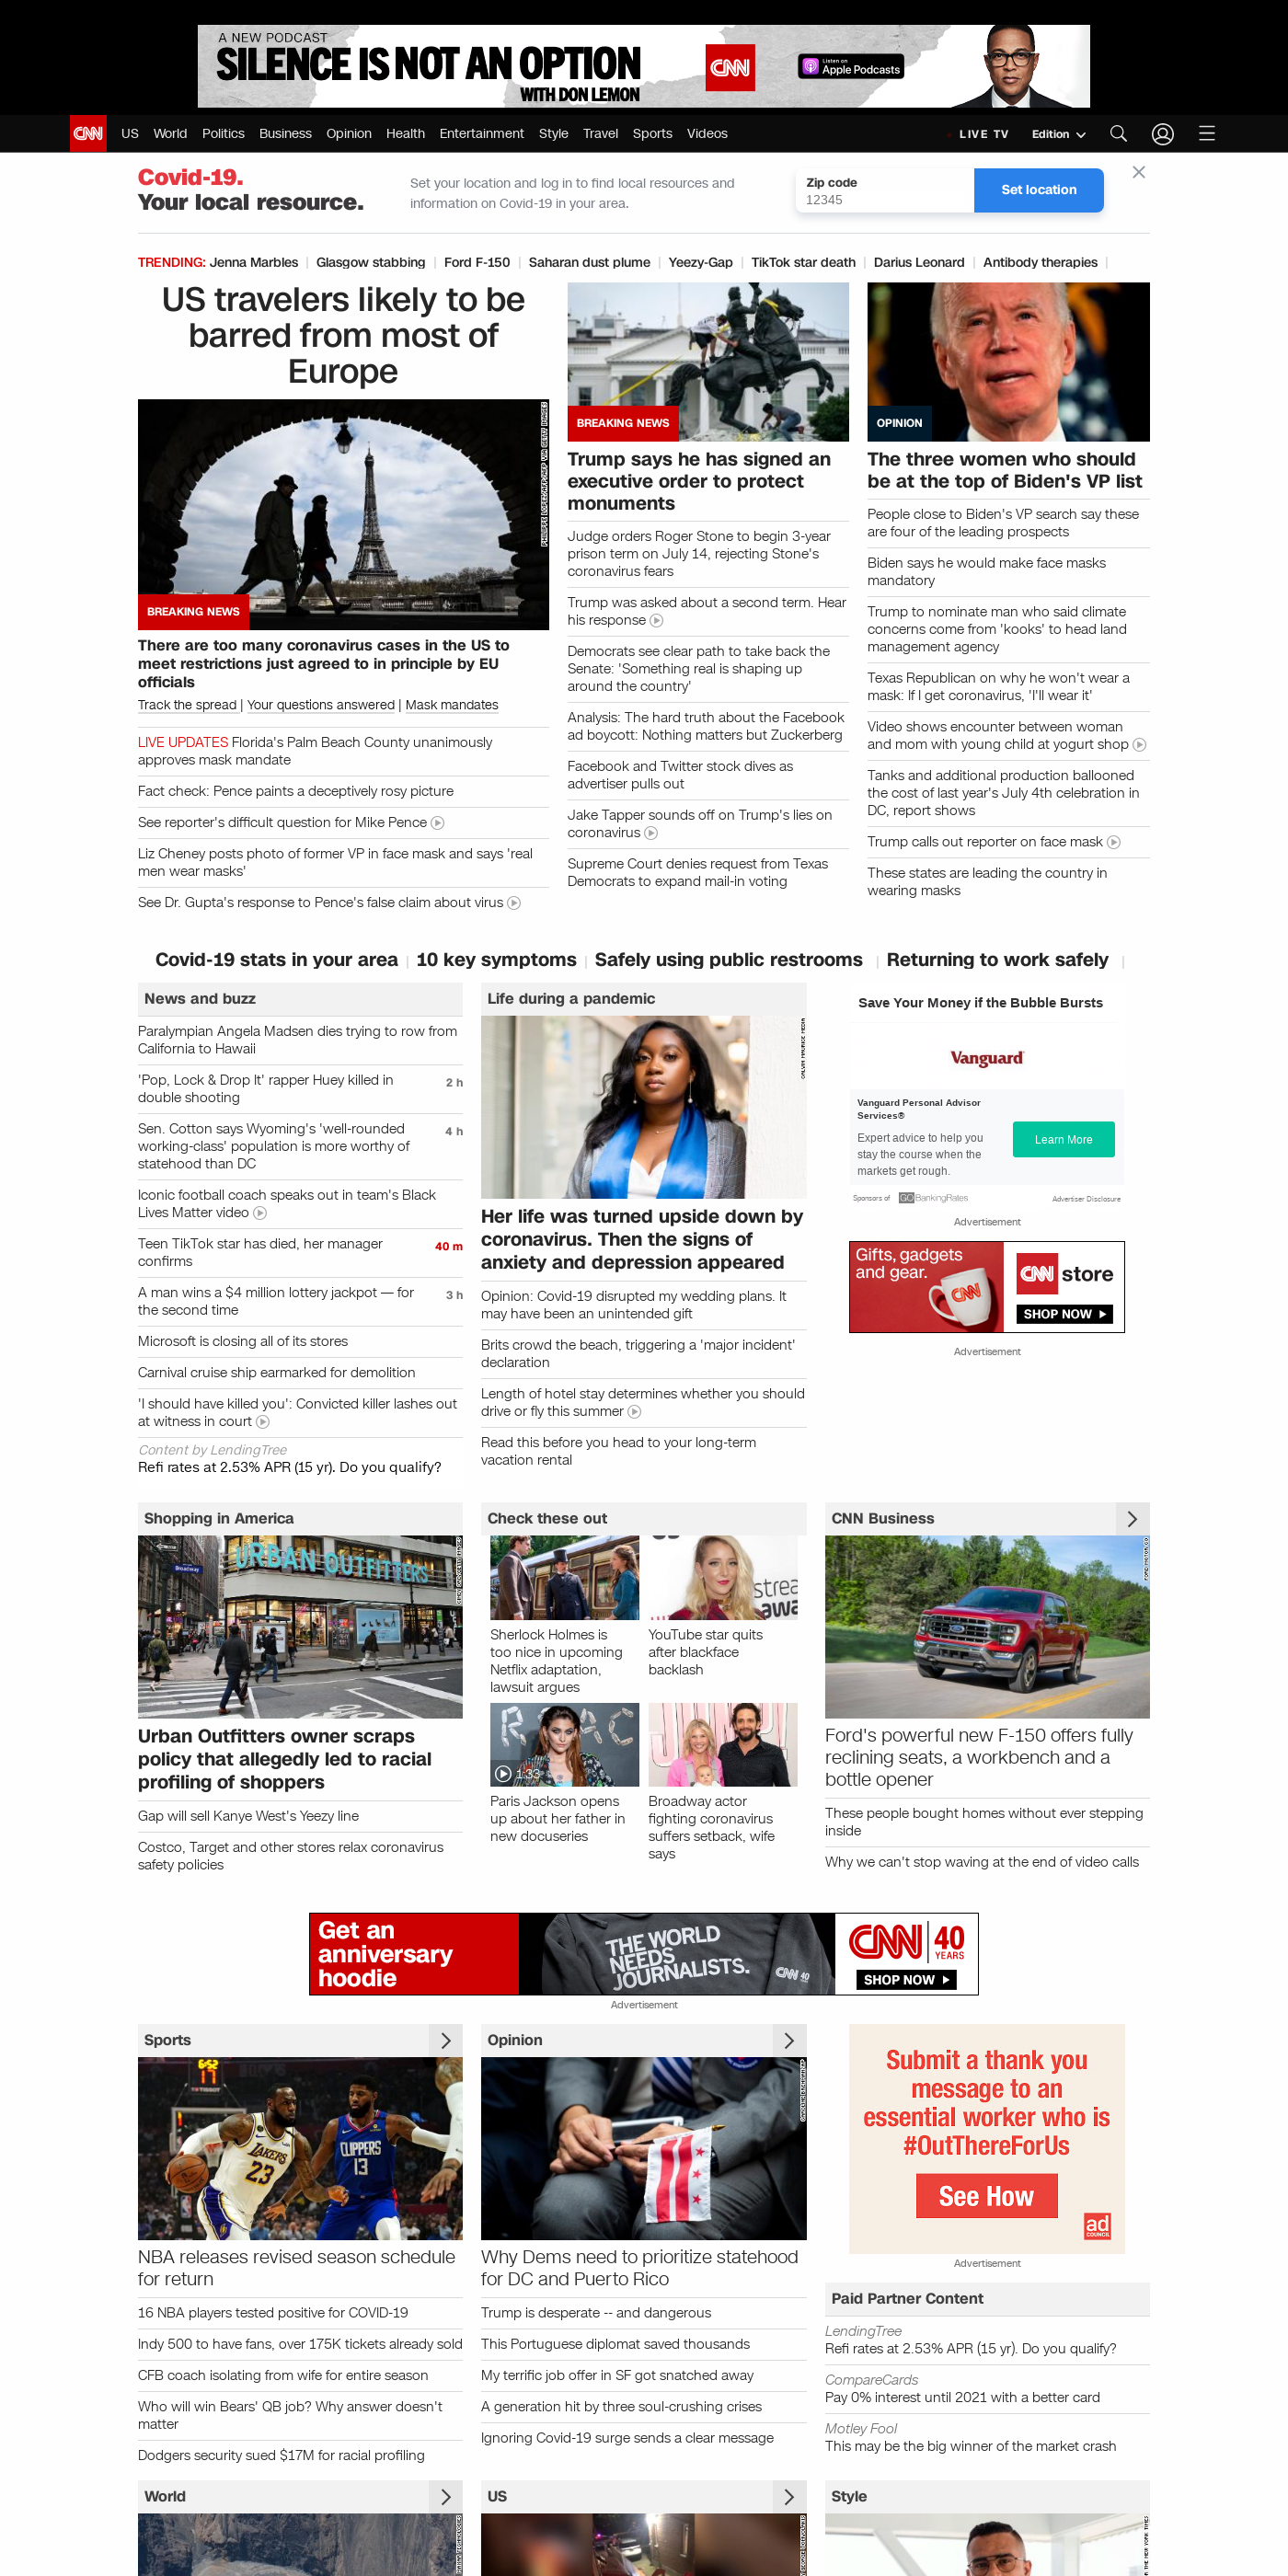 A NEW PODCAST
SILENCE IS NOT AN OPTION
WITH DON LEMON
CNN
Listen on
Apple Podcasts
CNN US World Politics Business Opinion Health Entertainment Style Travel Sports Videos LIVE TV Edition
Covid-19.
Your local resource.
Set your location and log in to find local resources and
information on Covid-19 in your area.
Zip code
12345
Set location
TRENDING: Jenna Marbles | Glasgow stabbing | Ford F-150 | Saharan dust plume | Yeezy-Gap | TikTok star death | Darius Leonard | Antibody therapies |
US travelers likely to be
barred from most of
Europe
PHILIPPE LOPEZ/AFP/AFP VIA GETTY IMAGES
BREAKING NEWS
There are too many coronavirus cases in the US to
meet restrictions just agreed to in principle by EU
officials
Track the spread | Your questions answered | Mask mandates
LIVE UPDATES Florida's Palm Beach County unanimously
approves mask mandate
Fact check: Pence paints a deceptively rosy picture
See reporter's difficult question for Mike Pence
Liz Cheney posts photo of former VP in face mask and says 'real
men wear masks'
See Dr. Gupta's response to Pence's false claim about virus
BREAKING NEWS
Trump says he has signed an
executive order to protect
monuments
Judge orders Roger Stone to begin 3-year
prison term on July 14, rejecting Stone's
coronavirus fears
Trump was asked about a second term. Hear
his response
Democrats see clear path to take back the
Senate: 'Something real is shaping up
around the country'
Analysis: The hard truth about the Facebook
ad boycott: Nothing matters but Zuckerberg
Facebook and Twitter stock dives as
advertiser pulls out
Jake Tapper sounds off on Trump's lies on
coronavirus
Supreme Court denies request from Texas
Democrats to expand mail-in voting
OPINION
The three women who should
be at the top of Biden's VP list
People close to Biden's VP search say these
are four of the leading prospects
Biden says he would make face masks
mandatory
Trump to nominate man who said climate
concerns come from 'kooks' to head land
management agency
Texas Republican on why he won't wear a
mask: If I get coronavirus, 'I'll wear it'
Video shows encounter between woman
and mom with young child at yogurt shop
Tanks and additional production ballooned
the cost of last year's July 4th celebration in
DC, report shows
Trump calls out reporter on face mask
These states are leading the country in
wearing masks
Covid-19 stats in your area | 10 key symptoms | Safely using public restrooms | Returning to work safely |
News and buzz
Paralympian Angela Madsen dies trying to row from
California to Hawaii
'Pop, Lock & Drop It' rapper Huey killed in
double shooting
2 h
Sen. Cotton says Wyoming's 'well-rounded
working-class' population is more worthy of
statehood than DC
4 h
Iconic football coach speaks out in team's Black
Lives Matter video
Teen TikTok star has died, her manager
confirms
40 m
A man wins a $4 million lottery jackpot — for
the second time
3 h
Microsoft is closing all of its stores
Carnival cruise ship earmarked for demolition
'I should have killed you': Convicted killer lashes out
at witness in court
Content by LendingTree
Refi rates at 2.53% APR (15 yr). Do you qualify?
Life during a pandemic
CALVIN MAURICE MEDIA
Her life was turned upside down by
coronavirus. Then the signs of
anxiety and depression appeared
Opinion: Covid-19 disrupted my wedding plans. It
may have been an unintended gift
Brits crowd the beach, triggering a 'major incident'
declaration
Length of hotel stay determines whether you should
drive or fly this summer
Read this before you head to your long-term
vacation rental
Save Your Money if the Bubble Bursts
Vanguard
Vanguard Personal Advisor
Services®
Expert advice to help you
stay the course when the
markets get rough.
Learn More
Sponsors of GOBankingRates
Advertiser Disclosure
Advertisement
Gifts, gadgets
and gear.
CNN
CNN store
SHOP NOW
Advertisement
Shopping in America
Broadway
URBAN OUTFITTERS
Urban Outfitters owner scraps
policy that allegedly led to racial
profiling of shoppers
Gap will sell Kanye West's Yeezy line
Costco, Target and other stores relax coronavirus
safety policies
Check these out
Sherlock Holmes is
too nice in upcoming
Netflix adaptation,
lawsuit argues
strea
awa
YouTube star quits
after blackface
backlash
1:33
Paris Jackson opens
up about her father in
new docuseries
Broadway actor
fighting coronavirus
suffers setback, wife
says
CNN Business
FORD MOTOR CO
Ford's powerful new F-150 offers fully
reclining seats, a workbench and a
bottle opener
These people bought homes without ever stepping
inside
Why we can't stop waving at the end of video calls
Get an
anniversary
hoodie
THE WORLD
NEEDS
JOURNALISTS.
CNN 40
CNN 40
YEARS
SHOP NOW
Advertisement
Sports
LAKERS
23
CLIPPERS
13
NBA releases revised season schedule
for return
16 NBA players tested positive for COVID-19
Indy 500 to have fans, over 175K tickets already sold
CFB coach isolating from wife for entire season
Who will win Bears' QB job? Why answer doesn't
matter
Dodgers security sued $17M for racial profiling
Opinion
Why Dems need to prioritize statehood
for DC and Puerto Rico
Trump is desperate -- and dangerous
This Portuguese diplomat saved thousands
My terrific job offer in SF got snatched away
A generation hit by three soul-crushing crises
Ignoring Covid-19 surge sends a clear message
Submit a thank you
message to an
essential worker who is
#OutThereForUs
See How
ad
COUNCIL
Advertisement
Paid Partner Content
LendingTree
Refi rates at 2.53% APR (15 yr). Do you qualify?
CompareCards
Pay 0% interest until 2021 with a better card
Motley Fool
This may be the big winner of the market crash
World
US
Style